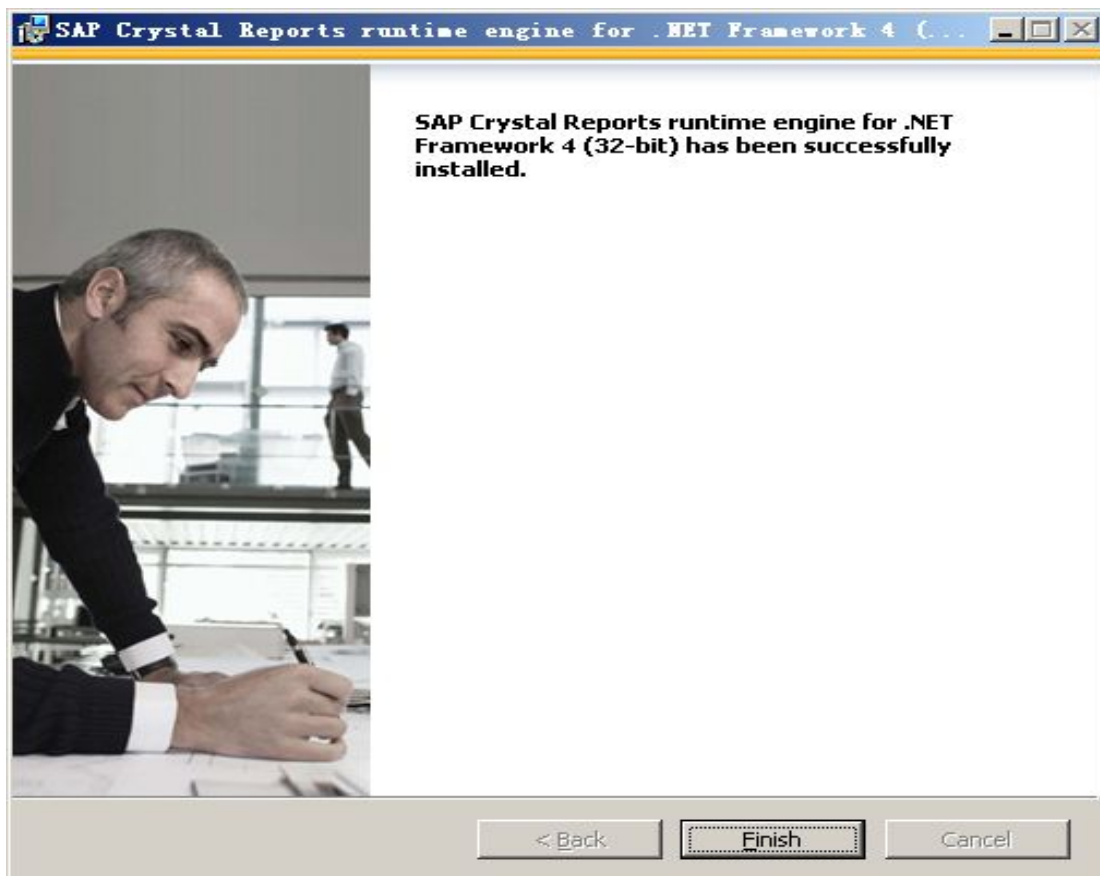 SAP Crystal Reports runtime engine for .NET Framework 4 (...
SAP Crystal Reports runtime engine for .NET
Framework 4 (32-bit) has been successfully
installed.
< Back
Finish
Cancel